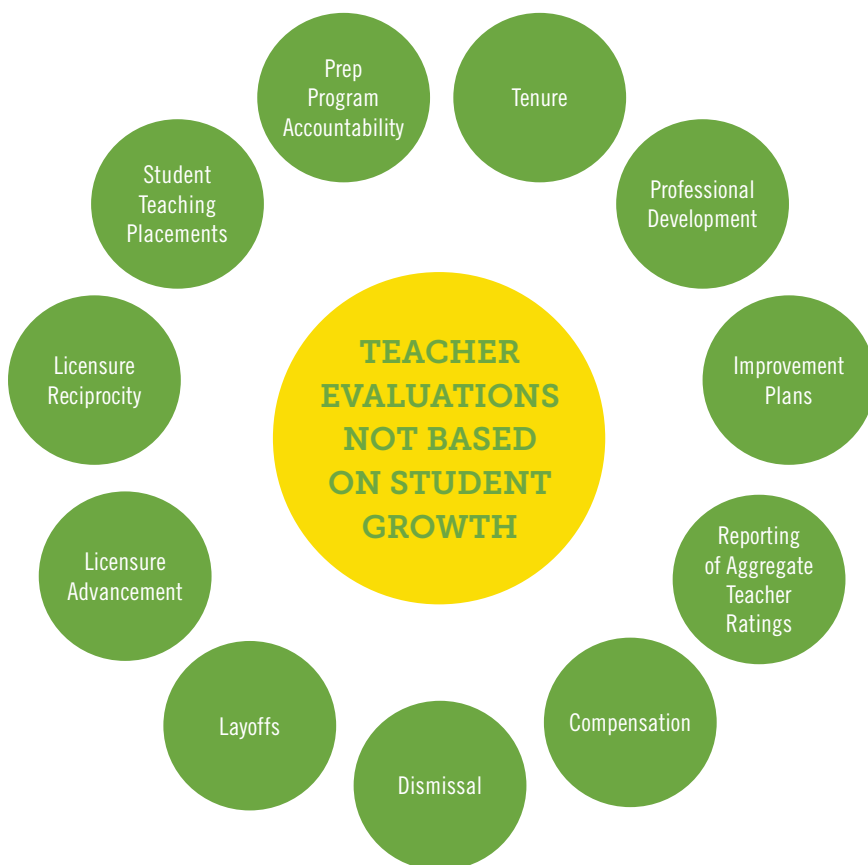 Prep
Program
Accountability
Tenure
Professional
Development
Improvement
Plans
Reporting
of Aggregate
Teacher
Ratings
Compensation
Dismissal
Layoffs
Licensure
Advancement
Licensure
Reciprocity
Student
Teaching
Placements
TEACHER
EVALUATIONS
NOT BASED
ON STUDENT
GROWTH